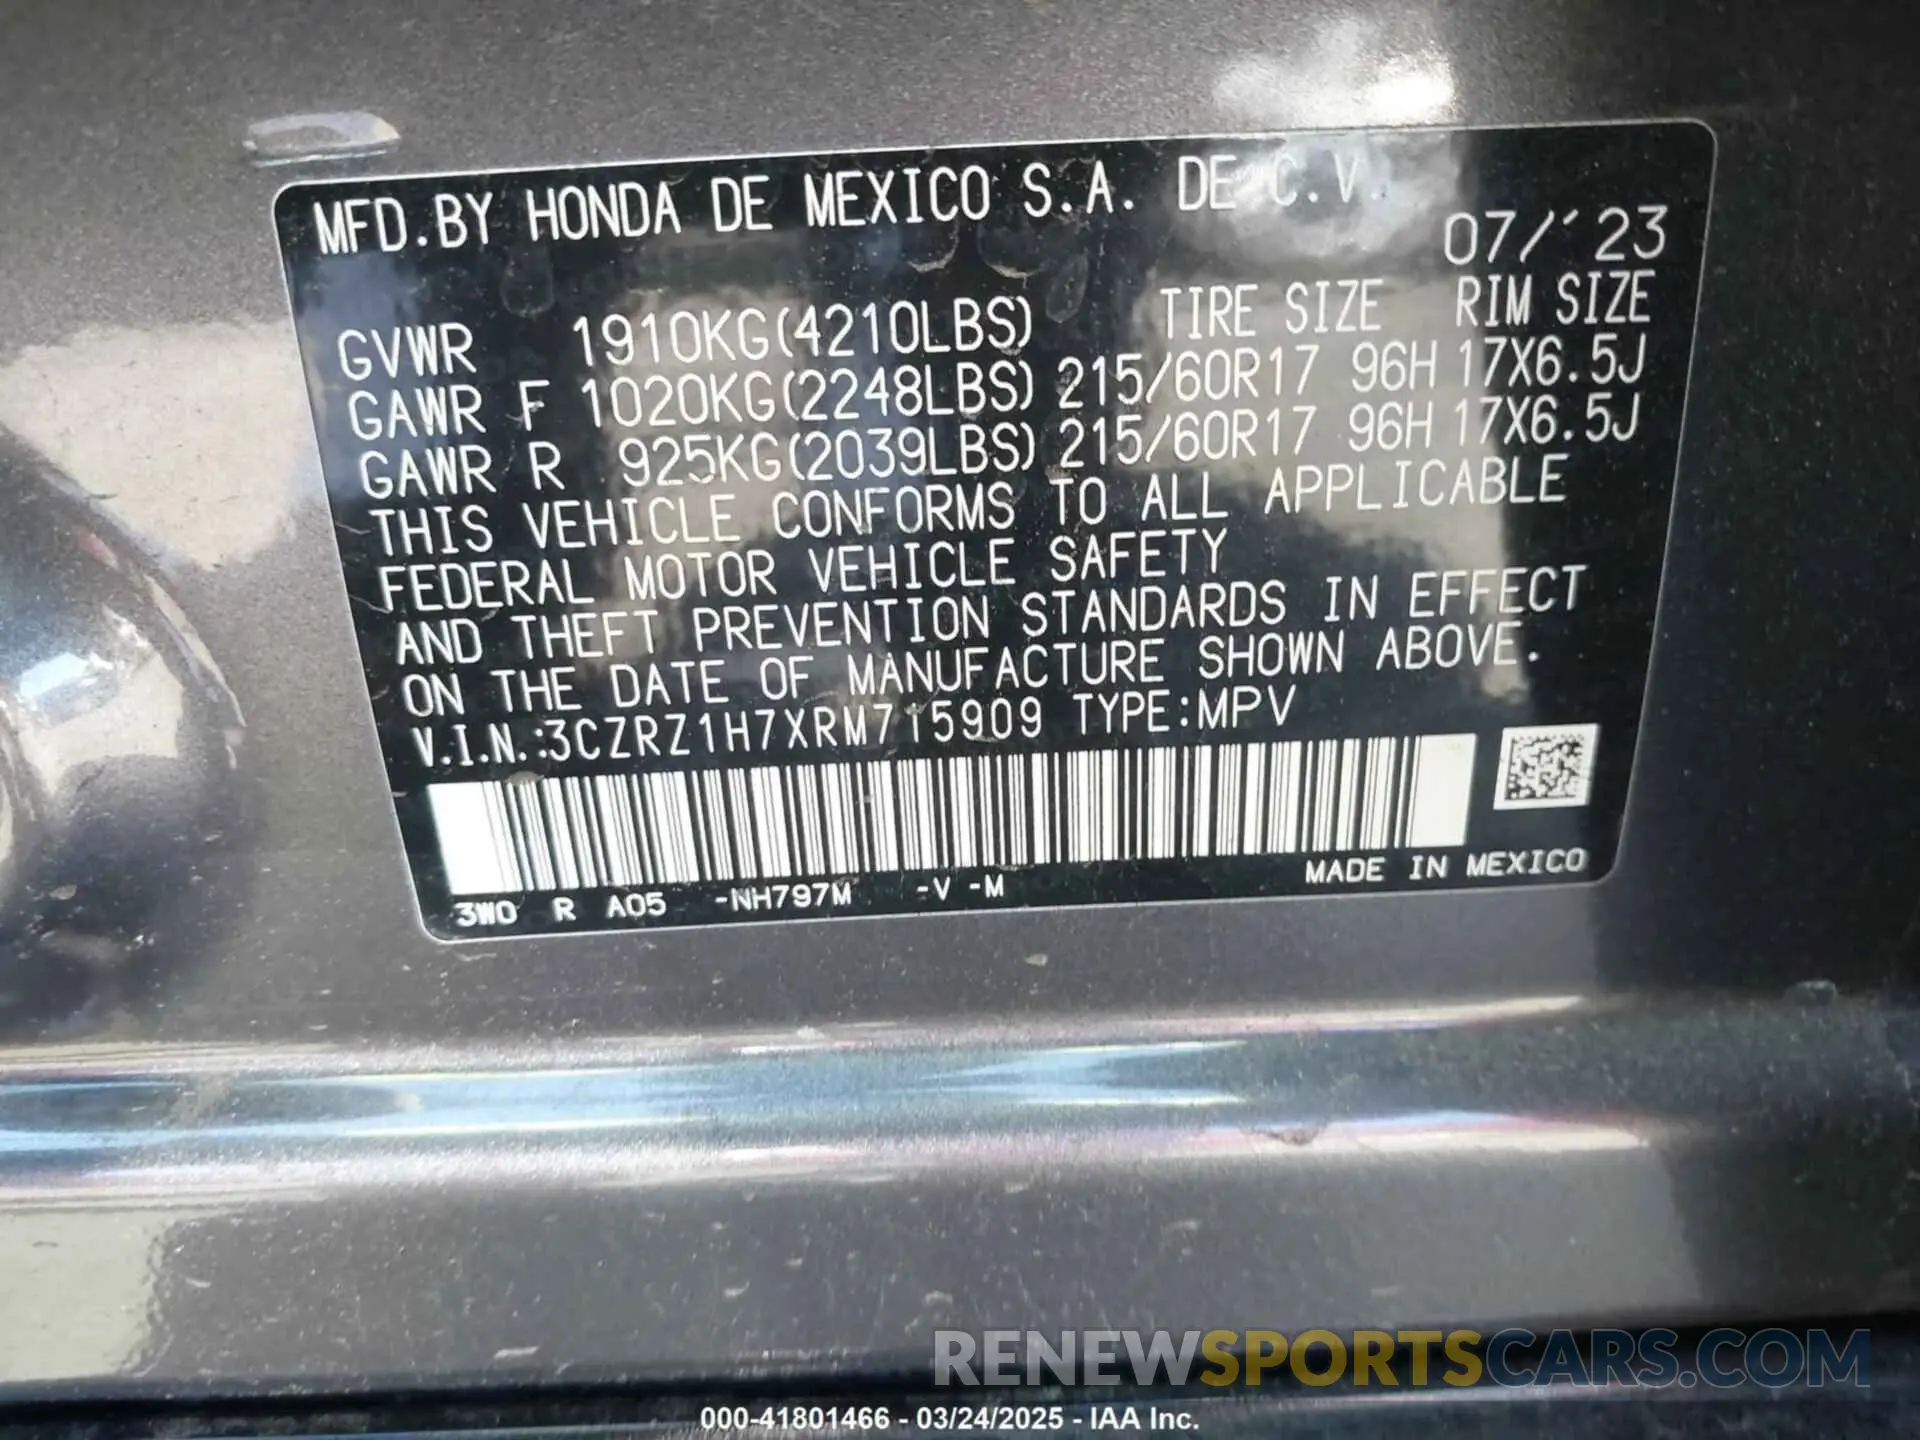 MFD.BY HONDA DE MEXICO S.A. DE C.V.
07/´23
GVWR 1910KG(4210LBS) TIRE SIZE RIM SIZE
GAWR F 1020KG(2248LBS) 215/60R17 96H 17X6.5J
GAWR R 925KG(2039LBS) 215/60R17 96H 17X6.5J
THIS VEHICLE CONFORMS TO ALL APPLICABLE
FEDERAL MOTOR VEHICLE SAFETY
AND THEFT PREVENTION STANDARDS IN EFFECT
ON THE DATE OF MANUFACTURE SHOWN ABOVE.
V.I.N.:3CZRZ1H7XRM715909 TYPE:MPV
3W0 R A05 -NH797M -V -M MADE IN MEXICO
RENEWSPORTSCARS.COM
000-41801466 - 03/24/2025 - IAA Inc.